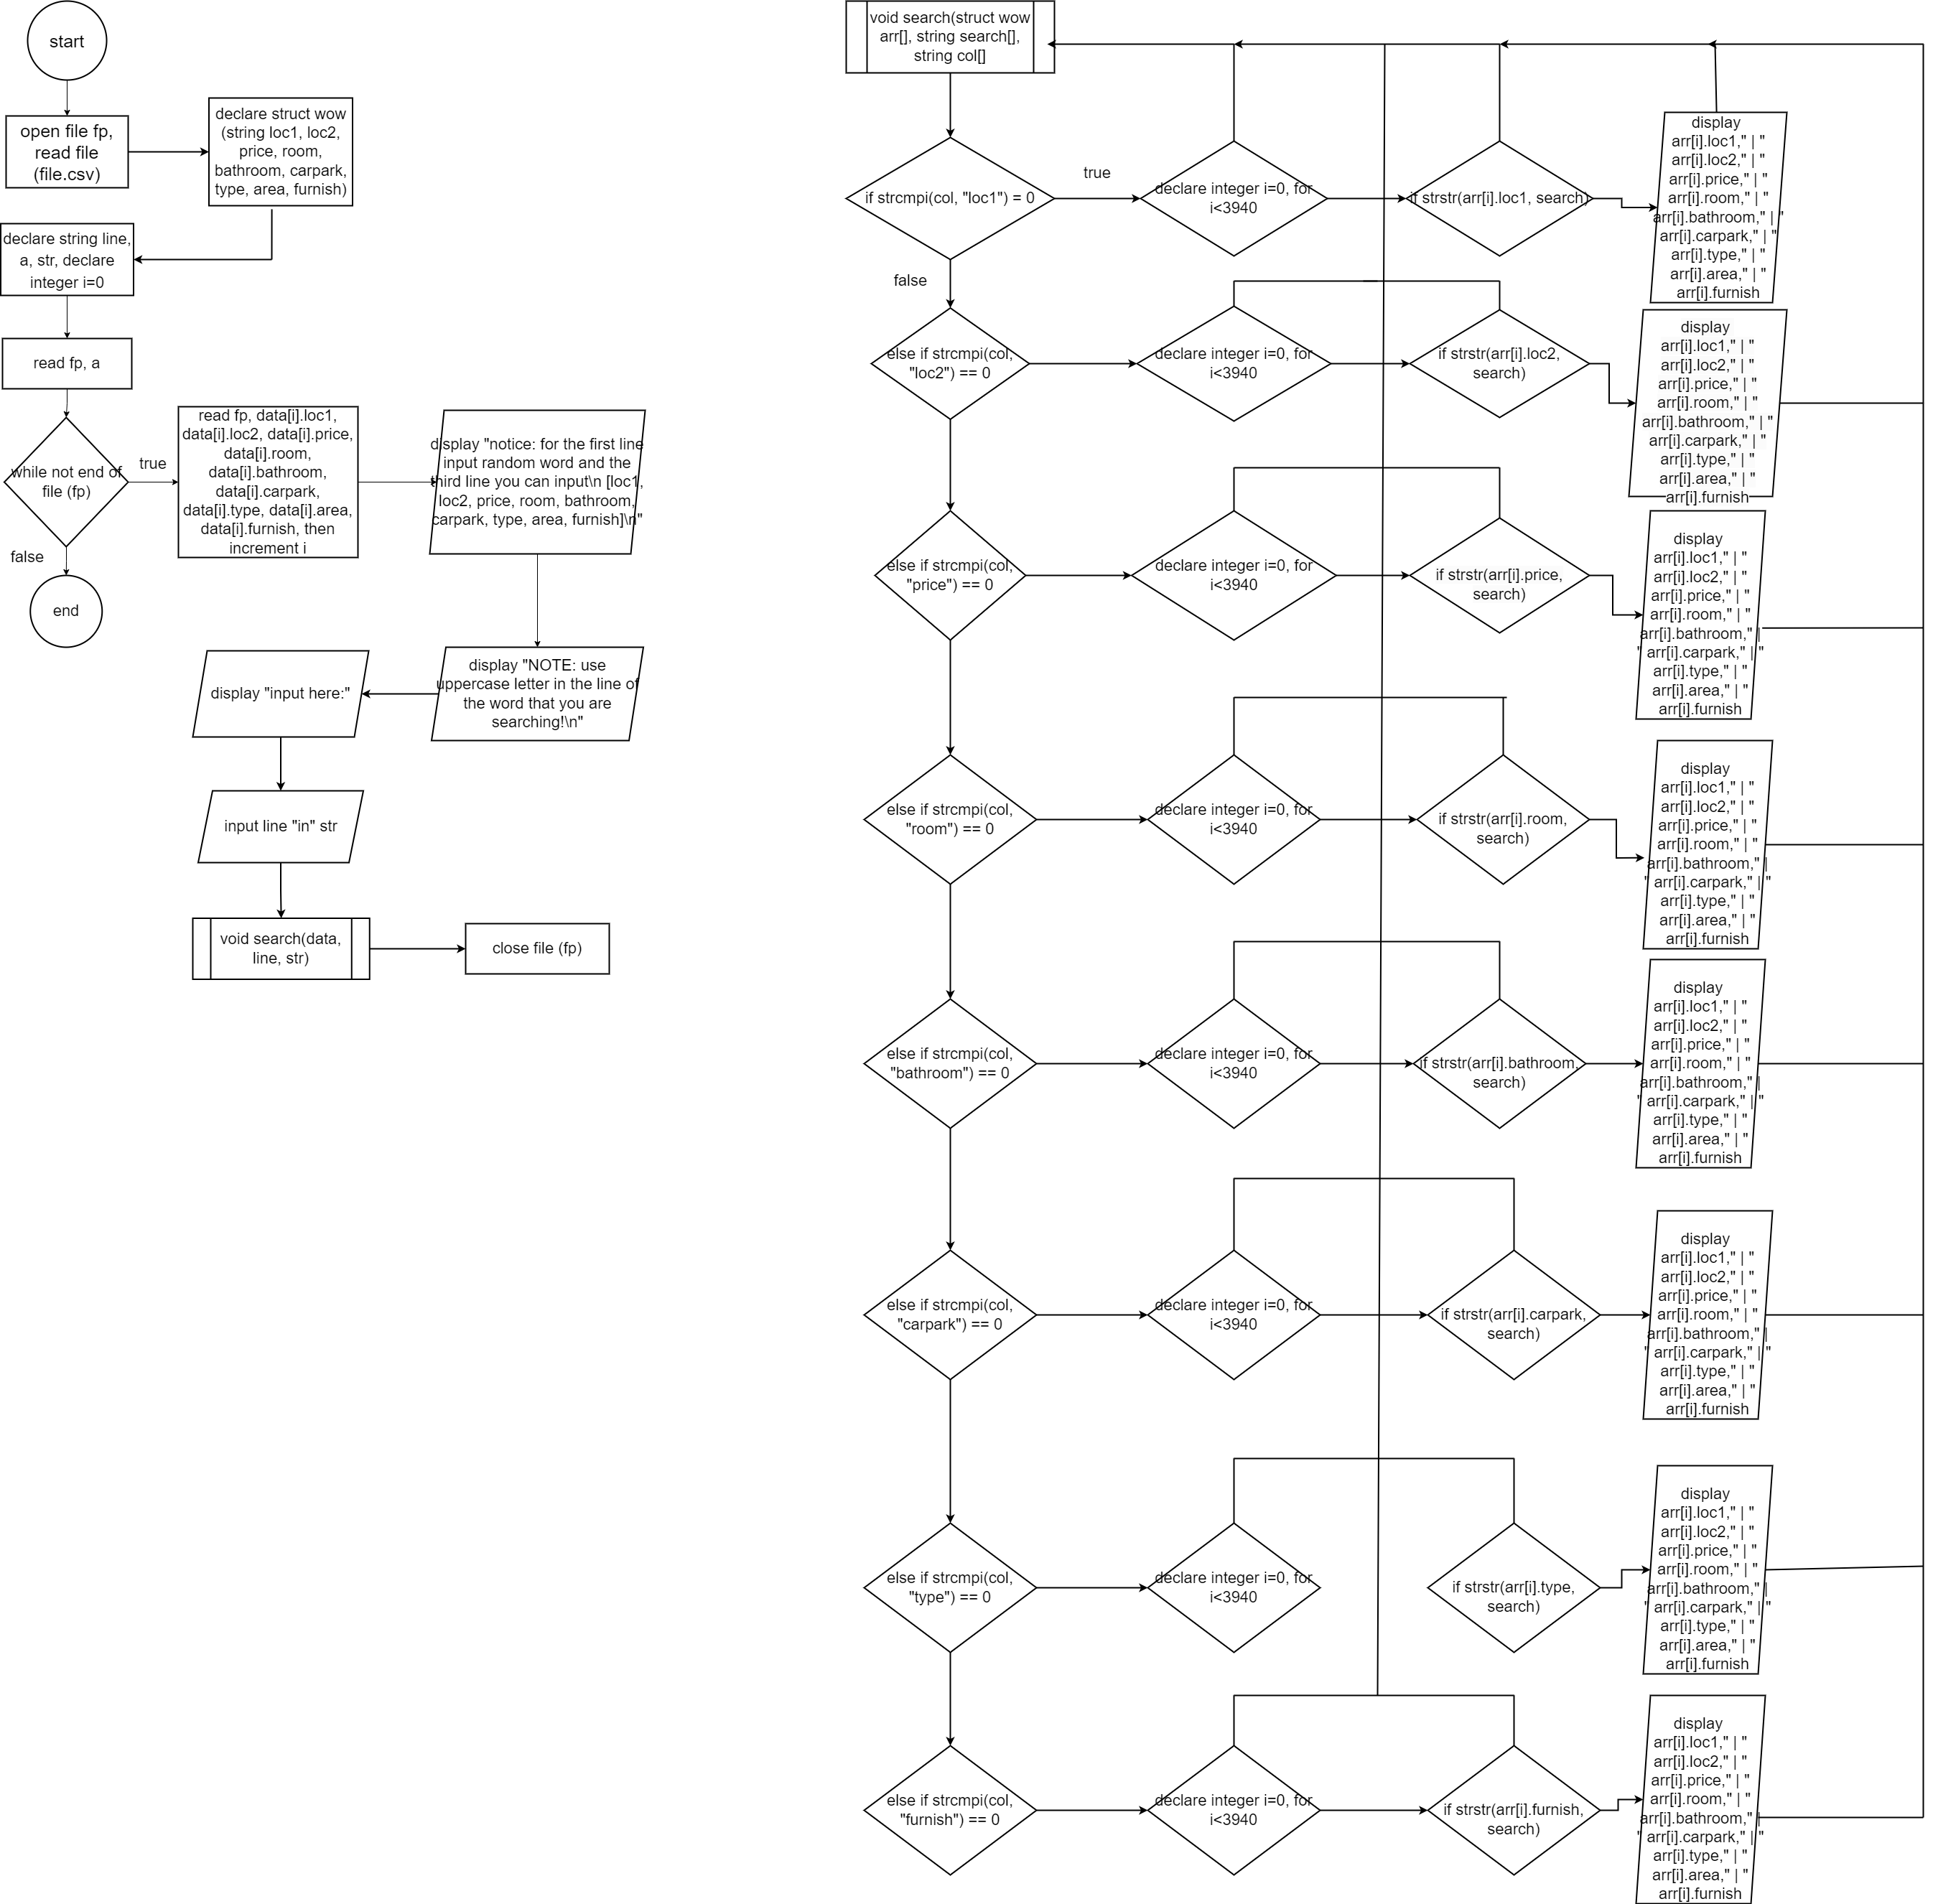 start
open file fp,
read file
(file.csv)
declare struct wow
(string loc1, loc2,
price, room,
bathroom, carpark,
type, area, furnish)
declare string line,
a, str, declare
integer i=0
read fp, a
while not end of
file (fp)
true
false
end
read fp, data[i].loc1,
data[i].loc2, data[i].price,
data[i].room,
data[i].bathroom,
data[i].carpark,
data[i].type, data[i].area,
data[i].furnish, then
increment i
display "notice: for the first line
input random word and the
third line you can input\n [loc1,
loc2, price, room, bathroom,
carpark, type, area, furnish]\n"
display "NOTE: use
uppercase letter in the line of
the word that you are
searching!\n"
display "input here:"
input line "in" str
void search(data,
line, str)
close file (fp)
void search(struct wow
arr[], string search[],
string col[]
if strcmpi(col, "loc1") = 0
true
false
declare integer i=0, for
i<3940
if strstr(arr[i].loc1, search)
display
arr[i].loc1," | "
arr[i].loc2," | "
arr[i].price," | "
arr[i].room," | "
arr[i].bathroom," | "
arr[i].carpark," | "
arr[i].type," | "
arr[i].area," | "
arr[i].furnish
else if strcmpi(col,
"loc2") == 0
declare integer i=0, for
i<3940
if strstr(arr[i].loc2,
search)
display
arr[i].loc1," | "
arr[i].loc2," | "
arr[i].price," | "
arr[i].room," | "
arr[i].bathroom," | "
arr[i].carpark," | "
arr[i].type," | "
arr[i].area," | "
arr[i].furnish
else if strcmpi(col,
"price") == 0
declare integer i=0, for
i<3940
if strstr(arr[i].price,
search)
display
arr[i].loc1," | "
arr[i].loc2," | "
arr[i].price," | "
arr[i].room," | "
arr[i].bathroom," |
" arr[i].carpark," | "
arr[i].type," | "
arr[i].area," | "
arr[i].furnish
else if strcmpi(col,
"room") == 0
declare integer i=0, for
i<3940
if strstr(arr[i].room,
search)
display
arr[i].loc1," | "
arr[i].loc2," | "
arr[i].price," | "
arr[i].room," | "
arr[i].bathroom," |
" arr[i].carpark," | "
arr[i].type," | "
arr[i].area," | "
arr[i].furnish
else if strcmpi(col,
"bathroom") == 0
declare integer i=0, for
i<3940
if strstr(arr[i].bathroom,
search)
display
arr[i].loc1," | "
arr[i].loc2," | "
arr[i].price," | "
arr[i].room," | "
arr[i].bathroom," |
" arr[i].carpark," | "
arr[i].type," | "
arr[i].area," | "
arr[i].furnish
else if strcmpi(col,
"carpark") == 0
declare integer i=0, for
i<3940
if strstr(arr[i].carpark,
search)
display
arr[i].loc1," | "
arr[i].loc2," | "
arr[i].price," | "
arr[i].room," | "
arr[i].bathroom," |
" arr[i].carpark," | "
arr[i].type," | "
arr[i].area," | "
arr[i].furnish
else if strcmpi(col,
"type") == 0
declare integer i=0, for
i<3940
if strstr(arr[i].type,
search)
display
arr[i].loc1," | "
arr[i].loc2," | "
arr[i].price," | "
arr[i].room," | "
arr[i].bathroom," |
" arr[i].carpark," | "
arr[i].type," | "
arr[i].area," | "
arr[i].furnish
else if strcmpi(col,
"furnish") == 0
declare integer i=0, for
i<3940
if strstr(arr[i].furnish,
search)
display
arr[i].loc1," | "
arr[i].loc2," | "
arr[i].price," | "
arr[i].room," | "
arr[i].bathroom," |
" arr[i].carpark," | "
arr[i].type," | "
arr[i].area," | "
arr[i].furnish